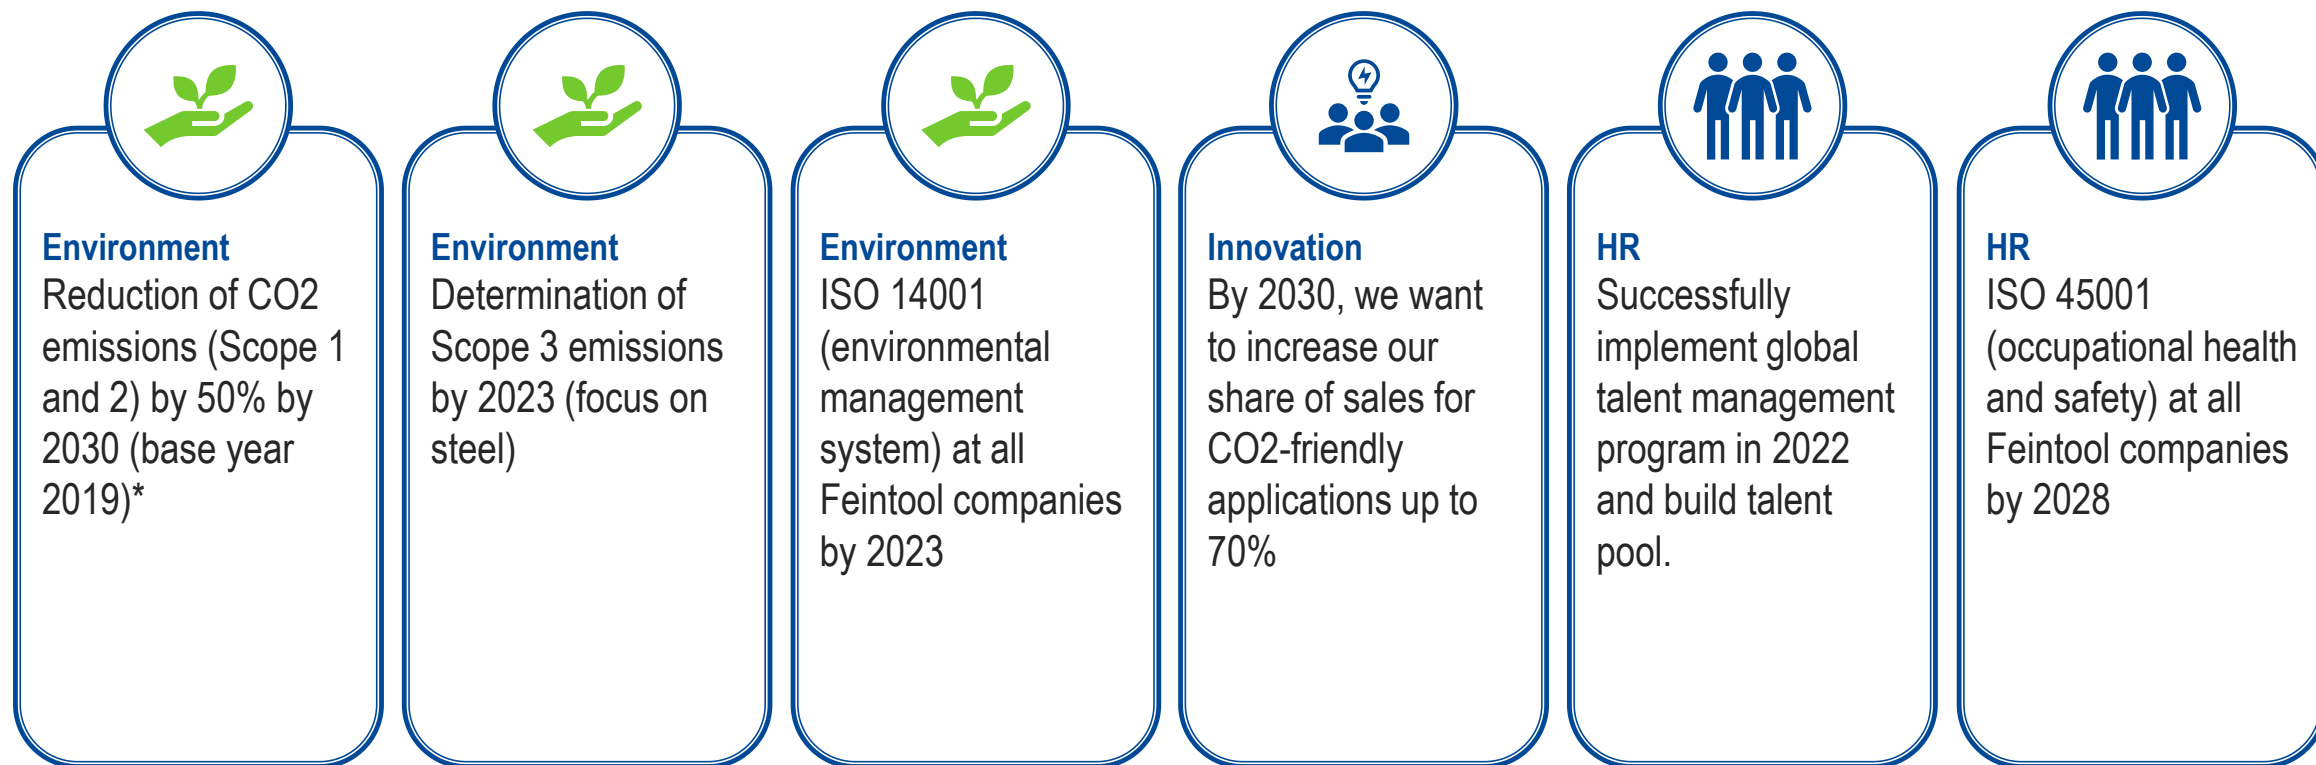 Environment
Reduction of CO2
emissions (Scope 1
and 2) by 50% by
2030 (base year
2019)*
Environment
Determination of
Scope 3 emissions
by 2023 (focus on
steel)
Environment
ISO 14001
(environmental
management
system) at all
Feintool companies
by 2023
Innovation
By 2030, we want
to increase our
share of sales for
CO2-friendly
applications up to
70%
HR
Successfully
implement global
talent management
program in 2022
and build talent
pool.
HR
ISO 45001
(occupational health
and safety) at all
Feintool companies
by 2028